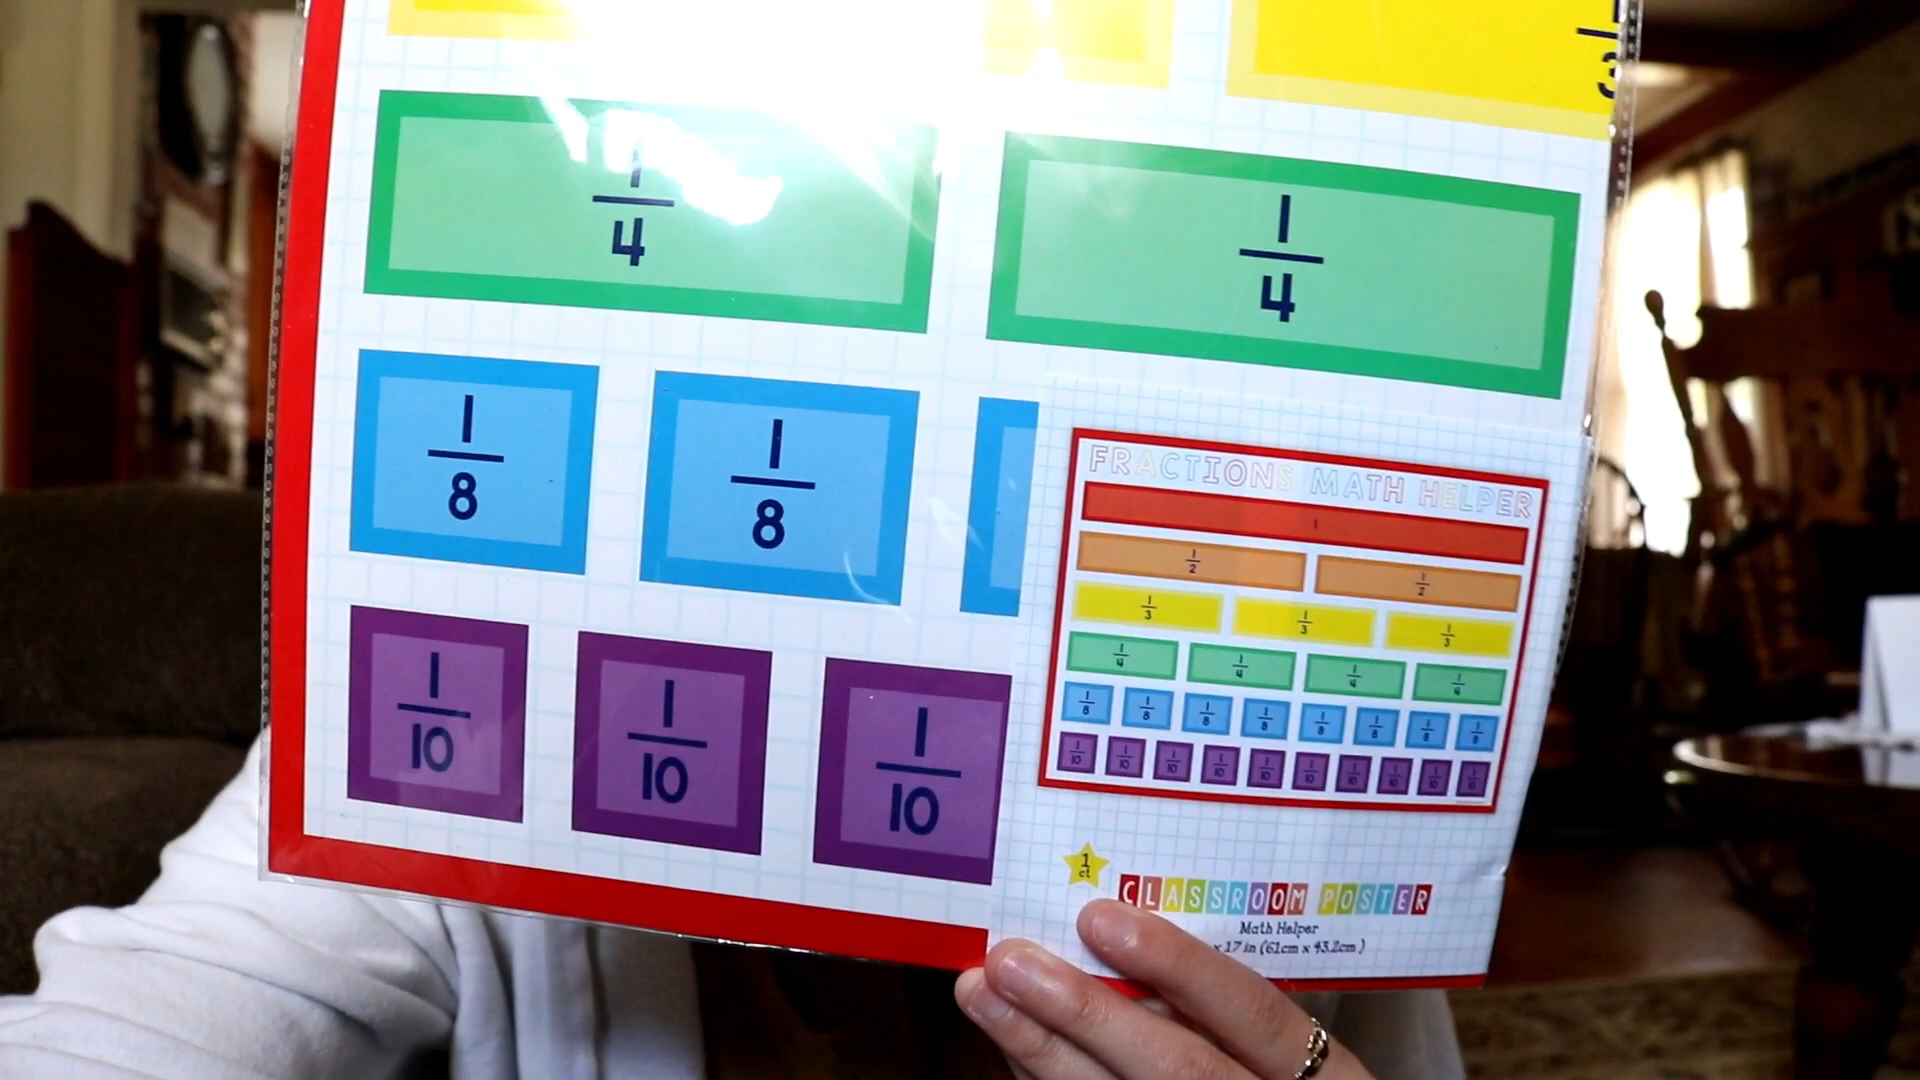 1/3
1/4 1/4
1/8 1/8
1/10 1/10 1/10
FRACTIONS MATH HELPER
1
1/2 1/2
1/3 1/3 1/3
1/4 1/4 1/4 1/4
1/8 1/8 1/8 1/8 1/8 1/8 1/8 1/8
1/10 1/10 1/10 1/10 1/10 1/10 1/10 1/10 1/10 1/10
1
ct
CLASSROOM POSTER
Math Helper
x 17 in (61cm x 43.2cm)